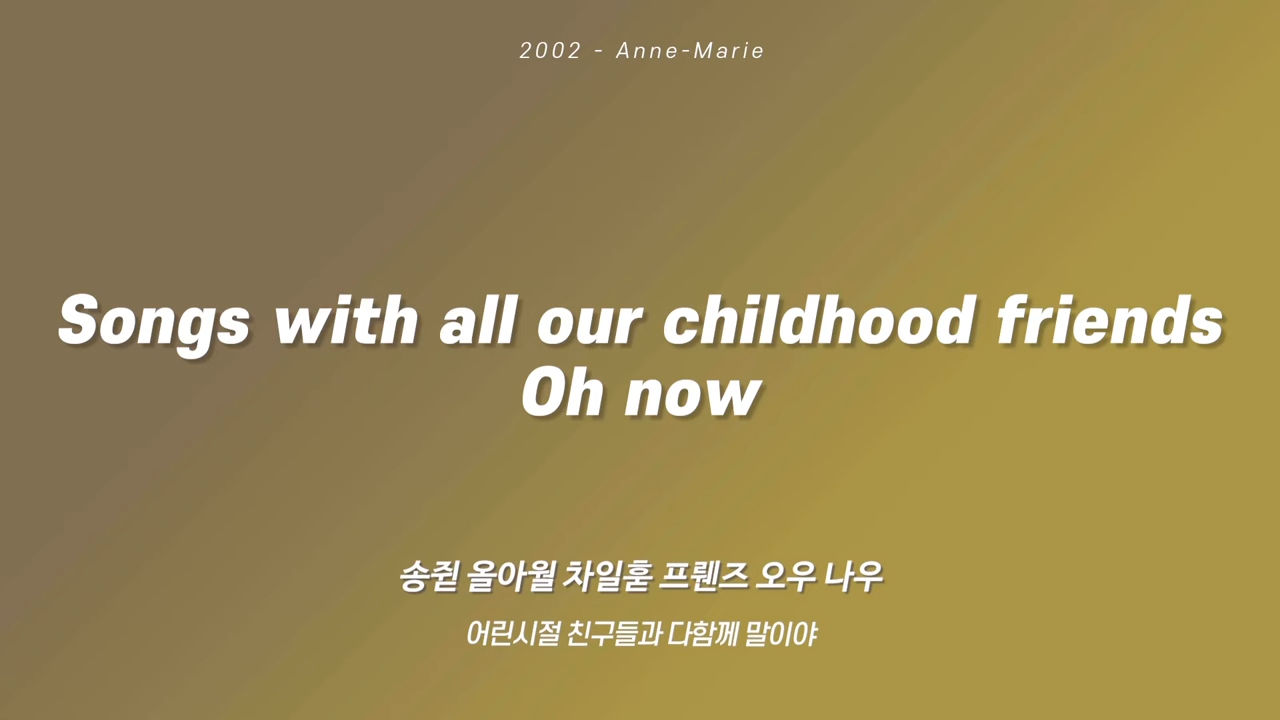 2002 - Anne-Marie
Songs with all our childhood friends
Oh now
송쥗 올아월 차일훋 프뤤즈 오우 나우
어린시절 친구들과 다함께 말이야